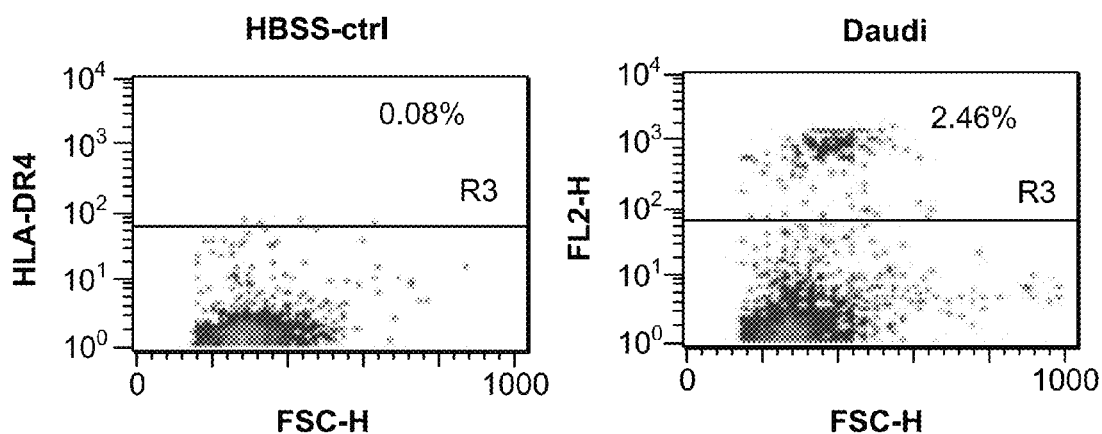 HBSS-ctrl
HLA-DR4
10⁴
10³
10²
10¹
10⁰
0.08%
R3
0
1000
FSC-H
Daudi
FL2-H
10⁴
10³
10²
10¹
10⁰
2.46%
R3
0
1000
FSC-H